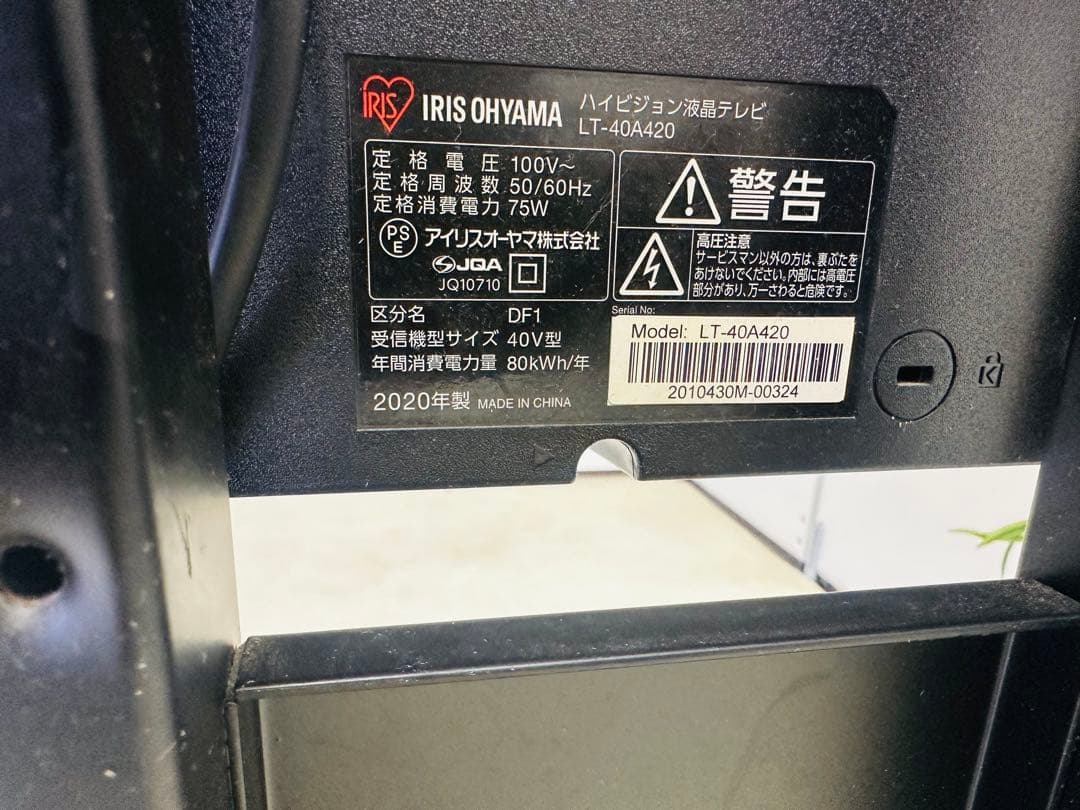 IRIS
IRIS OHYAMA
ハイビジョン液晶テレビ
LT-40A420
定格電圧 100V～
定格周波数 50/60Hz
定格消費電力 75W
PS
E
アイリスオーヤマ株式会社
JQA
JQ10710
区分名 DF1
受信機型サイズ 40V型
年間消費電力量 80kWh/年
2020年製 MADE IN CHINA
警告
高圧注意
サービスマン以外の方は、裏ぶたを
あけないでください。内部には高電圧
部分があり、万一さわると危険です。
Serial No:
Model: LT-40A420
2010430M-00324